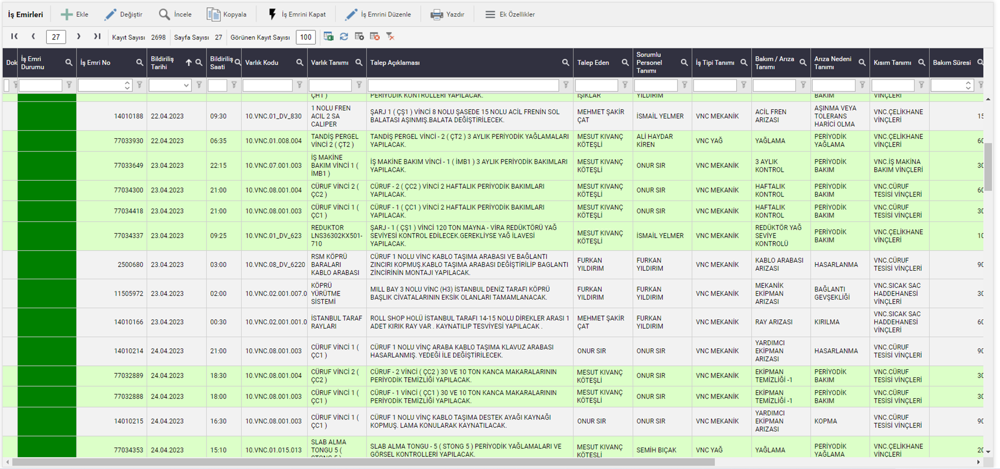 İş Emirleri Ekle Değiştir İncele Kopyala İş Emrini Kapat İş Emrini Düzenle Yazdır Ek Özellikler
27 Kayıt Sayısı 2698 Sayfa Sayısı 27 Görünen Kayıt Sayısı 100
Dok İş Emri Durumu İş Emri No Bildiriliş Tarihi Bildiriliş Saati Varlık Kodu Varlık Tanımı Talep Açıklaması Talep Eden Sorumlu Personel Tanımı İş Tipi Tanımı Bakım / Arıza Tanımı Arıza Nedeni Tanımı Kısım Tanımı Bakım Süresi
ÇH1 ) PERİYODİK KONTROLLERİ YAPILACAK. IŞIKLAR YILDIRIM BAKIM VİNÇLERİ
14010188 22.04.2023 09:30 10.VNC.01_DV_830 1 NOLU FREN ACIL 2 SA CALIPER ŞARJ 1 ( ÇŞ1 ) VİNCİ 8 NOLU ŞASEDE 15 NOLU ACİL FRENİN SOL BALATASI AŞINMIŞ.BALATA DEĞİŞTİRİLECEK. MEHMET ŞAKİR ÇAT İSMAİL YELMER VNC MEKANİK ACİL FREN ARIZASI AŞINMA VEYA TOLERANS HARİCİ OLMA VNC.ÇELİKHANE VİNÇLERİ 15
77033930 22.04.2023 06:35 10.VNC.01.008.004 TANDİŞ PERGEL VİNCİ 2 ( ÇT2 ) TANDİŞ PERGEL VİNCİ - 2 ( ÇT2 ) 3 AYLIK PERİYODİK YAĞLAMALARI YAPILACAK. MESUT KIVANÇ KÖTEŞLİ ALİ HAYDAR KİREN VNC YAĞ YAĞLAMA PERİYODİK YAĞLAMA VNC.ÇELİKHANE VİNÇLERİ 60
77033649 23.04.2023 22:15 10.VNC.07.001.003 İŞ MAKİNE BAKIM VİNCİ 1 ( İMB1 ) İŞ MAKİNE BAKIM VİNCİ - 1 ( İMB1 ) 3 AYLIK PERİYODİK BAKIMLARI YAPILACAK. MESUT KIVANÇ KÖTEŞLİ ONUR SIR VNC MEKANİK 3 AYLIK KONTROL PERİYODİK BAKIM VNC.İŞ MAKİNA BAKIM VİNÇLERİ 30
77034300 23.04.2023 21:00 10.VNC.08.001.004 CÜRUF VİNCİ 2 ( ÇC2 ) CÜRUF - 2 ( ÇC2 ) VİNCİ 2 HAFTALIK PERİYODİK BAKIMLARI YAPILACAK. MESUT KIVANÇ KÖTEŞLİ ONUR SIR VNC MEKANİK HAFTALIK KONTROL PERİYODİK BAKIM VNC.CÜRUF TESİSİ VİNÇLERİ 60
77034418 23.04.2023 21:00 10.VNC.08.001.003 CÜRUF VİNCİ 1 ( ÇC1 ) CÜRUF - 1 ( ÇC1 ) VİNCİ 2 HAFTALIK PERİYODİK BAKIMLARI YAPILACAK. MESUT KIVANÇ KÖTEŞLİ ONUR SIR VNC MEKANİK HAFTALIK KONTROL PERİYODİK BAKIM VNC.CÜRUF TESİSİ VİNÇLERİ 30
77034337 23.04.2023 09:25 10.VNC.01_DV_623 REDUKTOR LNS36302KX501-710 ŞARJ - 1 ( ÇŞ1 ) VİNCİ 120 TON MAYNA - VİRA REDÜKTÖRÜ YAĞ SEVİYESİ KONTROL EDİLECEK.GEREKLİYSE YAĞ İLAVESİ YAPILACAK. MESUT KIVANÇ KÖTEŞLİ İSMAİL YELMER VNC MEKANİK REDÜKTÖR YAĞ SEVİYE KONTROLÜ PERİYODİK BAKIM VNC.ÇELİKHANE VİNÇLERİ 10
2500680 23.04.2023 03:00 10.VNC.08_DV_6220 RSM KÖPRÜ BARALARI KABLO ARABASI CÜRUF 1 NOLU VİNC KABLO TAŞIMA ARABASI VE BAĞLANTI ZINCIRI KOPMUŞ.KABLO TAŞIMA ARABASI DEĞİŞTİRİLİP BAGLANTI ZİNCİRİNİN MONTAJI YAPILACAK. FURKAN YILDIRIM FURKAN YILDIRIM VNC MEKANİK KABLO ARABASI ARIZASI HASARLANMA VNC.CÜRUF TESİSİ VİNÇLERİ 90
11505972 23.04.2023 02:00 10.VNC.02.001.007.0 KÖPRÜ YÜRÜTME SİSTEMİ MILL BAY 3 NOLU VİNC (H3) İSTANBUL DENİZ TARAFI KÖPRÜ BAŞLIK CİVATALARININ EKSİK OLANLARI TAMAMLANACAK. FURKAN YILDIRIM FURKAN YILDIRIM VNC MEKANİK MEKANİK EKİPMAN ARIZASI BAĞLANTI GEVŞEKLİĞİ VNC.SICAK SAC HADDEHANESİ VİNÇLERİ 30
14010166 23.04.2023 00:30 10.VNC.02.001.001.0 İSTANBUL TARAF RAYLARI ROLL SHOP HOLÜ İSTANBUL TARAFI 14-15 NOLU DİREKLER ARASI 1 ADET KIRIK RAY VAR . KAYNATILIP TESVİYESİ YAPILACAK . MEHMET ŞAKİR ÇAT FURKAN YILDIRIM VNC MEKANİK RAY ARIZASI KIRILMA VNC.SICAK SAC HADDEHANESİ VİNÇLERİ 60
14010214 24.04.2023 21:00 10.VNC.08.001.003 CÜRUF VİNCİ 1 ( ÇC1 ) CÜRUF 1 NOLU VİNÇ ARABA KABLO TAŞIMA KLAVUZ ARABASI HASARLANMIŞ. YEDEĞİ İLE DEĞİŞTİRİLECEK. ONUR SIR ONUR SIR VNC MEKANİK YARDIMCI EKİPMAN ARIZASI HASARLANMA VNC.CÜRUF TESİSİ VİNÇLERİ 90
77032889 24.04.2023 18:30 10.VNC.08.001.004 CÜRUF VİNCİ 2 ( ÇC2 ) CÜRUF - 2 VİNCİ ( ÇC2 ) 30 VE 10 TON KANCA MAKARALARININ PERİYODİK TEMİZLİĞİ YAPILACAK. MESUT KIVANÇ KÖTEŞLİ ONUR SIR VNC MEKANİK EKİPMAN TEMİZLİĞİ -1 PERİYODİK BAKIM VNC.CÜRUF TESİSİ VİNÇLERİ 30
77032888 24.04.2023 18:00 10.VNC.08.001.003 CÜRUF VİNCİ 1 ( ÇC1 ) CÜRUF - 1 VİNCİ ( ÇC1 ) 30 VE 10 TON KANCA MAKARALARININ PERİYODİK TEMİZLİĞİ YAPILACAK. MESUT KIVANÇ KÖTEŞLİ ONUR SIR VNC MEKANİK EKİPMAN TEMİZLİĞİ -1 PERİYODİK BAKIM VNC.CÜRUF TESİSİ VİNÇLERİ 30
14010215 24.04.2023 16:30 10.VNC.08.001.003 CÜRUF VİNCİ 1 ( ÇC1 ) CÜRUF 1 NOLU VİNÇ KABLO TAŞIMA DESTEK AYAĞI KAYNAĞI KOPMUŞ. LAMA KONULARAK KAYNATILACAK. ONUR SIR ONUR SIR VNC MEKANİK YARDIMCI EKİPMAN ARIZASI KOPMA VNC.CÜRUF TESİSİ VİNÇLERİ 90
77034353 24.04.2023 15:10 10.VNC.01.015.013 SLAB ALMA TONGU 5 ( STONG 5 ) SLAB ALMA TONGU - 5 ( STONG 5 ) PERİYODİK YAĞLAMALARI VE GÖRSEL KONTROLLERİ YAPILACAK. MESUT KIVANÇ KÖTEŞLİ SEMİH BIÇAK VNC YAĞ YAĞLAMA PERİYODİK YAĞLAMA VNC.ÇELİKHANE VİNÇLERİ 20